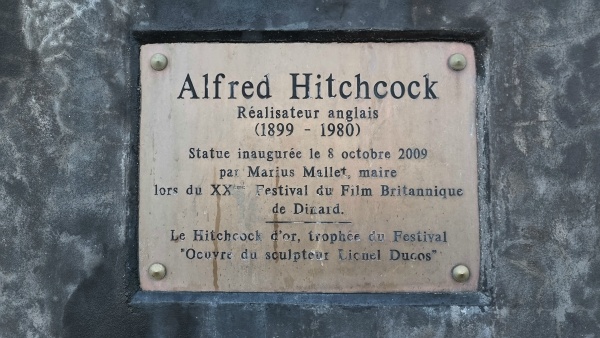 Alfred Hitchcock
Réalisateur anglais
(1899 - 1980)
Statue inaugurée le 8 octobre 2009
par Marius Mallet, maire
lors du XXème Festival du Film Britannique
de Dinard.
Le Hitchcock d'or, trophée du Festival
"Oeuvre du sculpteur Lionel Ducos"